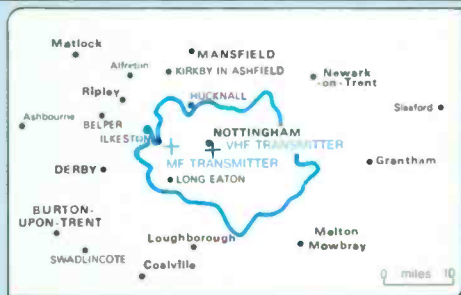 Matlock
MANSFIELD
Alfreton
KIRKBY IN ASHFIELD
Newark
-on-Trent
Ripley
HUCKNALL
Sleaford
Ashbourne
BELPER
ILKESTON
NOTTINGHAM
VHF TRANSMITTER
MF TRANSMITTER
DERBY
LONG EATON
Grantham
BURTON-
UPON-TRENT
Loughborough
Melton
Mowbray
SWADLINCOTE
Coalville
0 miles 10